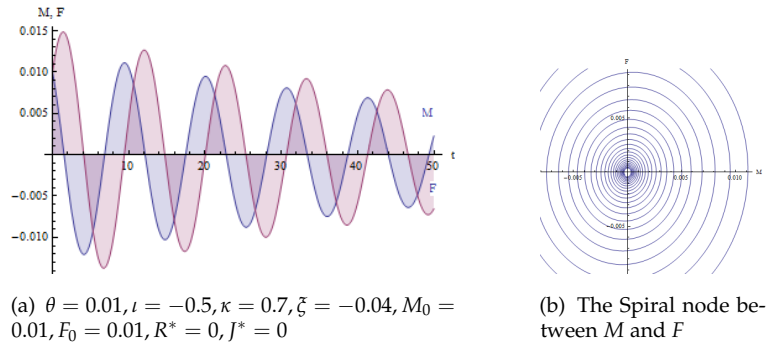 M, F
0.015
0.010
0.005
M
10
20
30
40
50
t
F
-0.005
-0.010
F
0.005
-0.005
0.005
0.010
M
-0.005
(a) θ = 0.01, ι = −0.5, κ = 0.7, ξ = −0.04, M₀ =
0.01, F₀ = 0.01, R* = 0, J* = 0
(b) The Spiral node be-
tween M and F